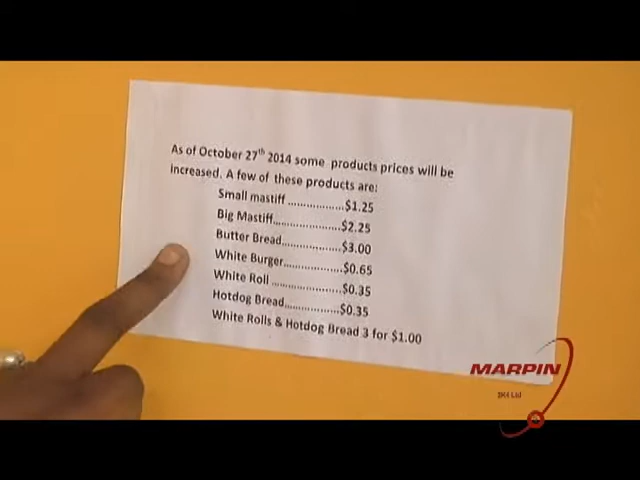 As of October 27th 2014 some products prices will be
Increased. A few of these products are:
Small mastiff ...............$1.25
Big Mastiff..................$2.25
Butter Bread................$3.00
White Burger................$0.65
White Roll ...................$0.35
Hotdog Bread...............$0.35
White Rolls & Hotdog Bread 3 for $1.00
MARPIN
2K4 Ltd